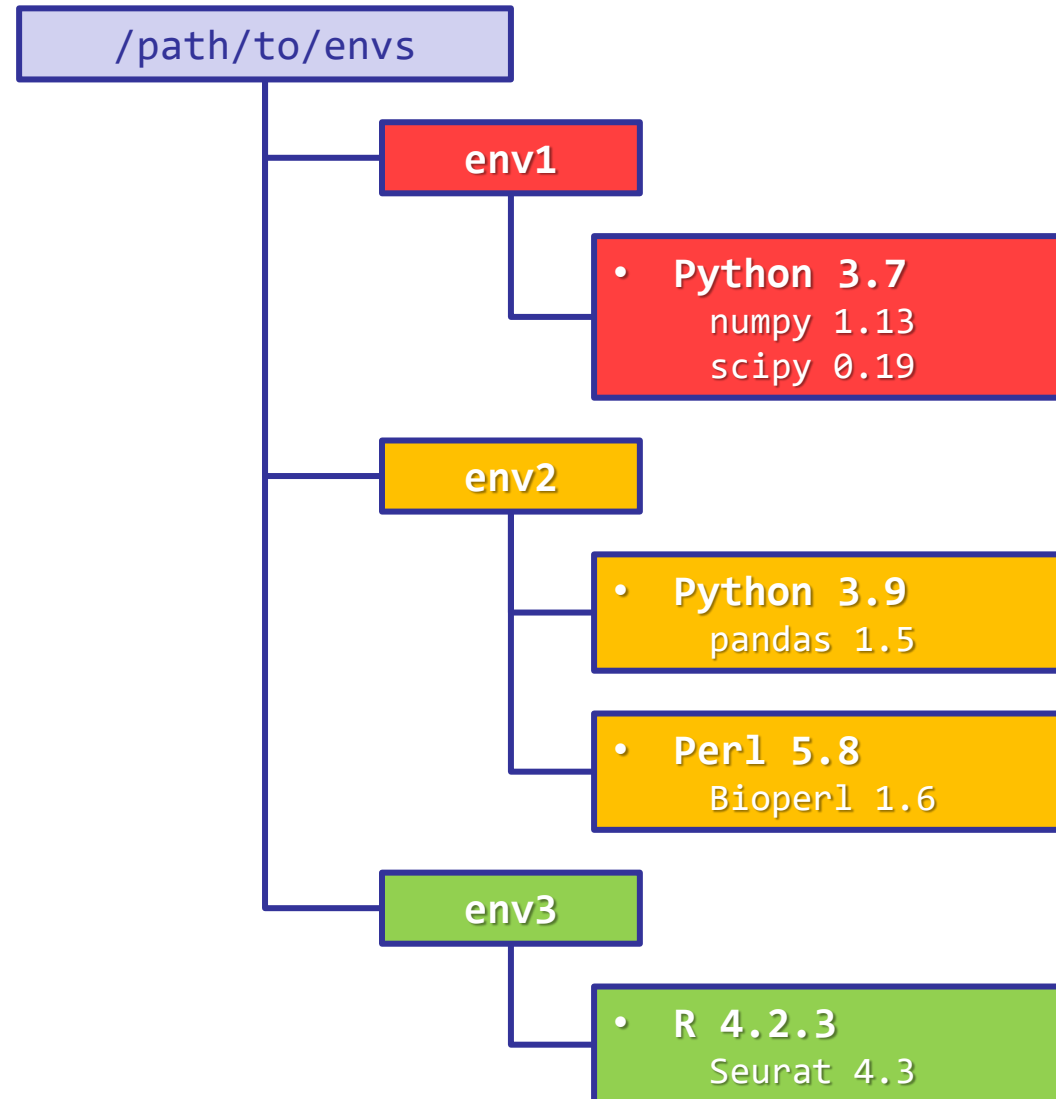 /path/to/envs
env1
• Python 3.7
numpy 1.13
scipy 0.19
env2
• Python 3.9
pandas 1.5
• Perl 5.8
Bioperl 1.6
env3
• R 4.2.3
Seurat 4.3